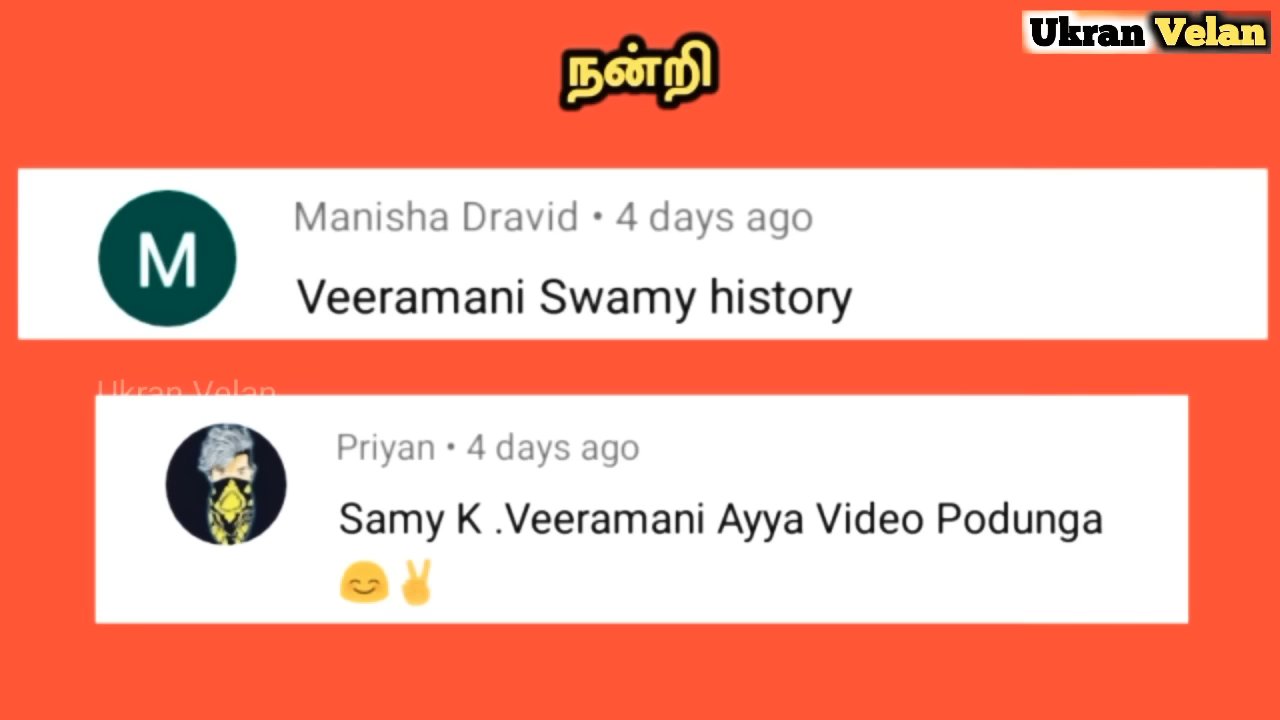 Ukran Velan
நன்றி
M
Manisha Dravid • 4 days ago
Veeramani Swamy history
Ukran Velan
Priyan • 4 days ago
Samy K .Veeramani Ayya Video Podunga
😊✌